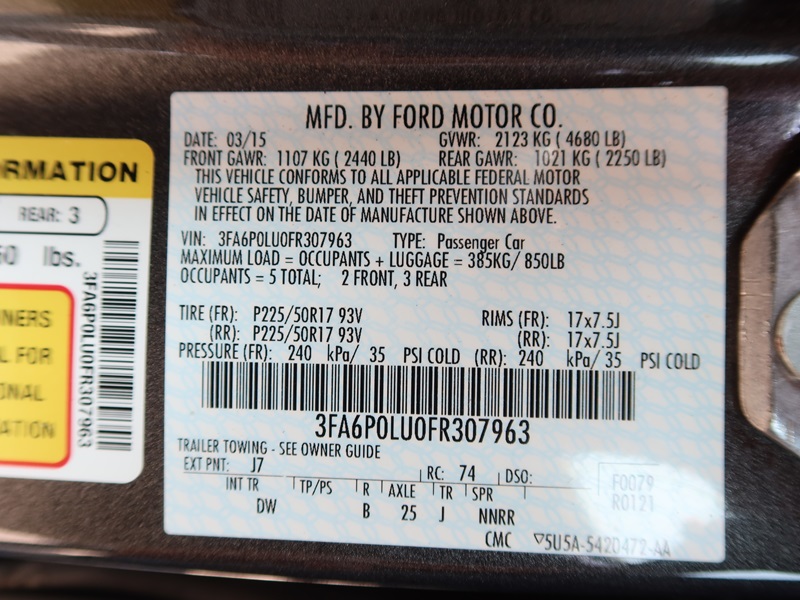 RMATION
REAR: 3
lbs.
NERS
L FOR
ONAL
ATION
3FA6P0LU0FR307963
MFD. BY FORD MOTOR CO.
DATE: 03/15 GVWR: 2123 KG ( 4680 LB)
FRONT GAWR: 1107 KG ( 2440 LB) REAR GAWR: 1021 KG ( 2250 LB)
THIS VEHICLE CONFORMS TO ALL APPLICABLE FEDERAL MOTOR
VEHICLE SAFETY, BUMPER, AND THEFT PREVENTION STANDARDS
IN EFFECT ON THE DATE OF MANUFACTURE SHOWN ABOVE.
VIN: 3FA6P0LU0FR307963 TYPE: Passenger Car
MAXIMUM LOAD = OCCUPANTS + LUGGAGE = 385KG/ 850LB
OCCUPANTS = 5 TOTAL; 2 FRONT, 3 REAR
TIRE (FR): P225/50R17 93V RIMS (FR): 17x7.5J
(RR): P225/50R17 93V (RR): 17x7.5J
PRESSURE (FR): 240 kPa/ 35 PSI COLD (RR): 240 kPa/ 35 PSI COLD
3FA6P0LU0FR307963
TRAILER TOWING - SEE OWNER GUIDE
EXT PNT: J7 RC: 74 DSO: F0079
R0121
INT TR TP/PS R AXLE TR SPR
DW B 25 J NNRR
CMC 5U5A-5420472-AA